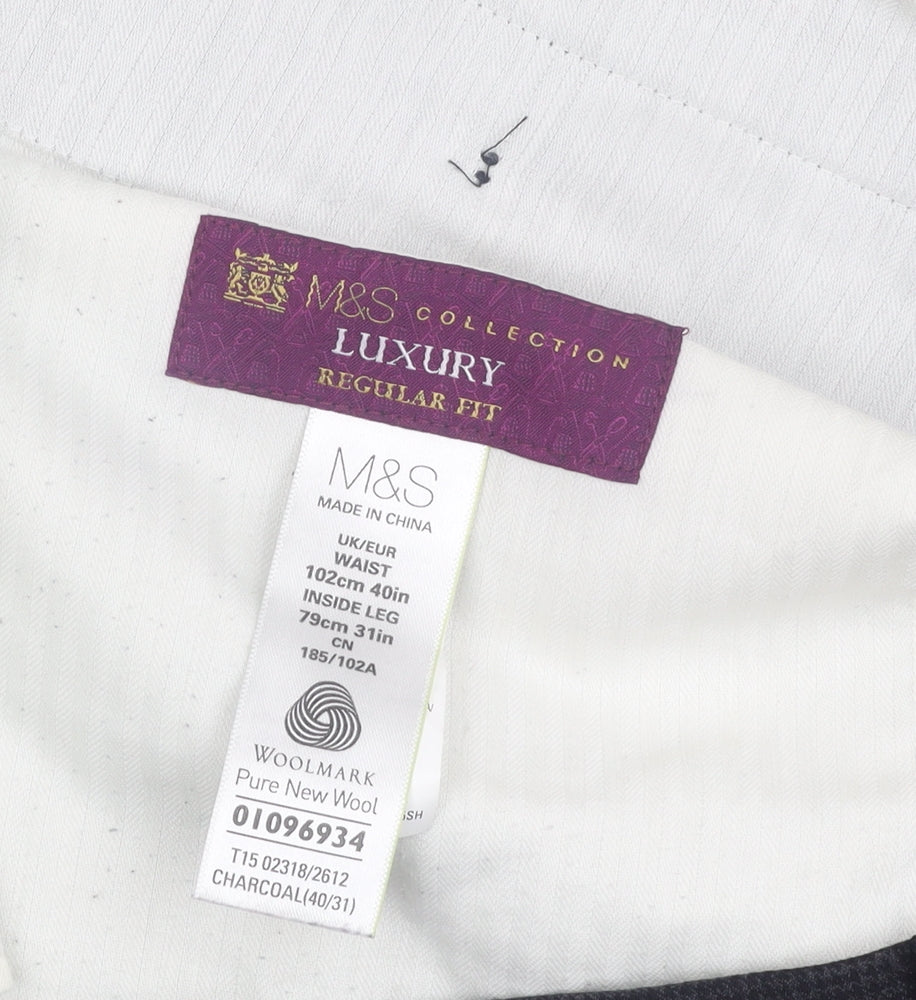 M&S COLLECTION
LUXURY
REGULAR FIT
M&S
MADE IN CHINA
UK/EUR
WAIST
102cm 40in
INSIDE LEG
79cm 31in
CN
185/102A
WOOLMARK
Pure New Wool
01096934
T15 02318/2612
CHARCOAL(40/31)